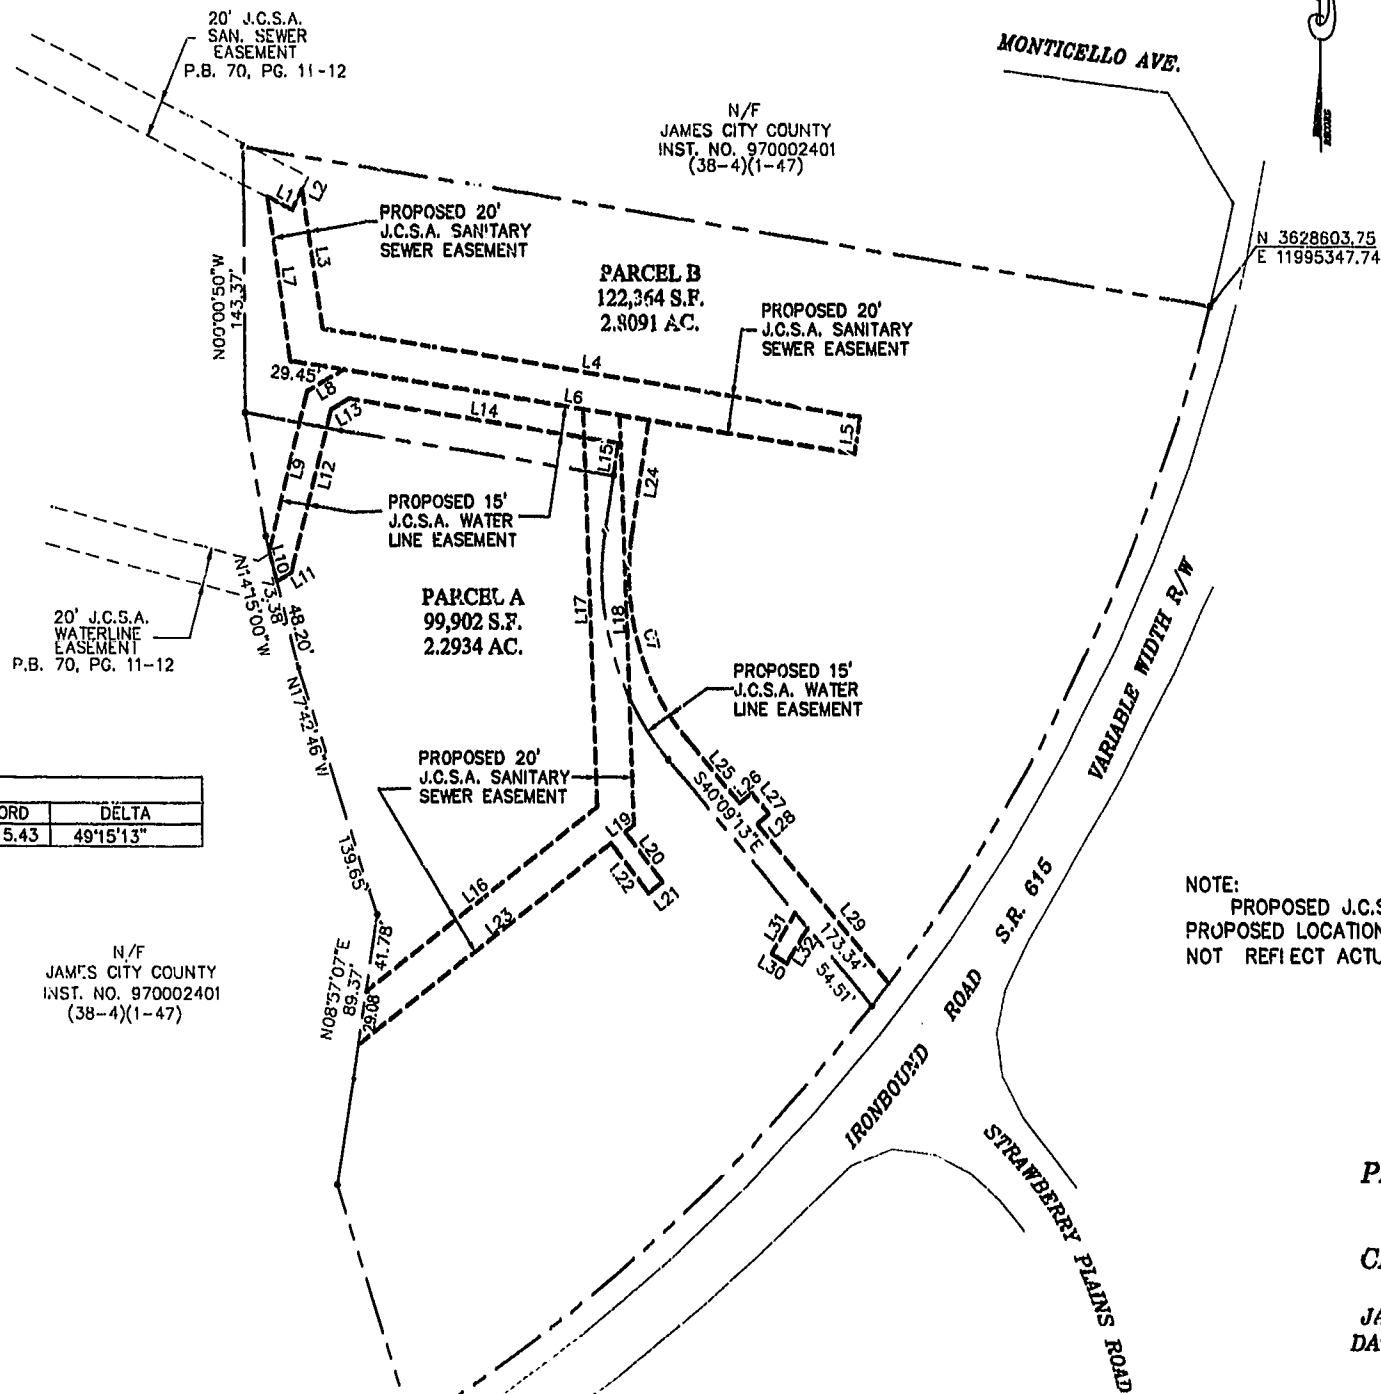 20' J.C.S.A.
SAN. SEWER
EASEMENT
P.B. 70, PG. 11-12
MONTICELLO AVE.
N/F
JAMES CITY COUNTY
INST. NO. 970002401
(38-4)(1-47)
N 3628603.75
E 11995347.74
L1
L2
L3
L7
PROPOSED 20'
J.C.S.A. SANITARY
SEWER EASEMENT
PARCEL B
122,364 S.F.
2.8091 AC.
PROPOSED 20'
J.C.S.A. SANITARY
SEWER EASEMENT
N00°00'50"W
143.37'
29.45'
L4
L5
L6
L8
L13
L14
L15
L24
L9
L12
PROPOSED 15'
J.C.S.A. WATER
LINE EASEMENT
L10
L11
N14°15'00"W
73.38'
48.20'
20' J.C.S.A.
WATERLINE
EASEMENT
P.B. 70, PG. 11-12
PARCEL A
99,902 S.F.
2.2934 AC.
L17
L18
C7
N17°42'46"W
139.65'
PROPOSED 15'
J.C.S.A. WATER
LINE EASEMENT
PROPOSED 20'
J.C.S.A. SANITARY
SEWER EASEMENT
S40°09'13"E
L25
L26
L27
L28
ORD DELTA
5.43 49°15'13"
L19
L20
L21
L22
L16
L23
L29
173.34'
54.51'
L31
L32
L30
41.78'
N08°57'07"E
89.37'
29.08'
N/F
JAMES CITY COUNTY
INST. NO. 970002401
(38-4)(1-47)
VARIABLE WIDTH R/W
IRONBOUND ROAD S.R. 615
STRAWBERRY PLAINS ROAD
NOTE:
PROPOSED J.C.S
PROPOSED LOCATION
NOT REFLECT ACTU
P
C
JA
DA